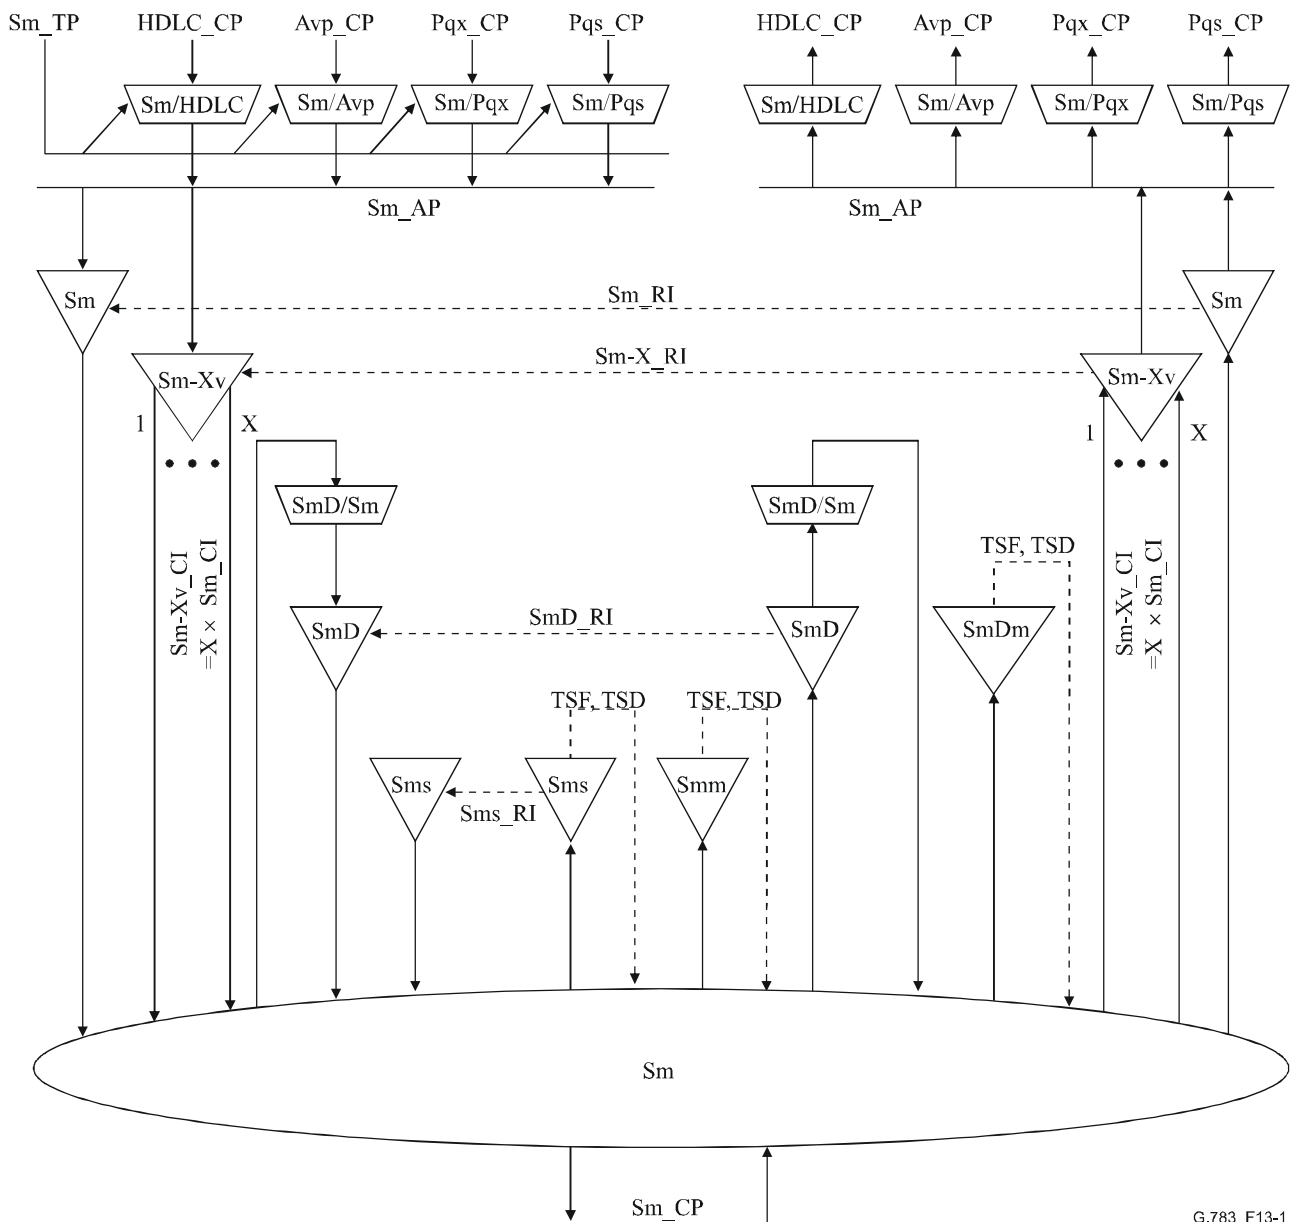 Sm_TP HDLC_CP Avp_CP Pqx_CP Pqs_CP HDLC_CP Avp_CP Pqx_CP Pqs_CP
Sm/HDLC Sm/Avp Sm/Pqx Sm/Pqs Sm/HDLC Sm/Avp Sm/Pqx Sm/Pqs
Sm_AP Sm_AP
Sm Sm_RI Sm
Sm-Xv Sm-X_RI Sm-Xv
1 X 1 X
SmD/Sm SmD/Sm
Sm-Xv_CI
=X × Sm_CI
TSF, TSD
Sm-Xv_CI
=X × Sm_CI
SmD SmD_RI SmD SmDm
TSF, TSD TSF, TSD
Sms Sms Smm
Sms_RI
Sm
Sm_CP
G.783_F13-1